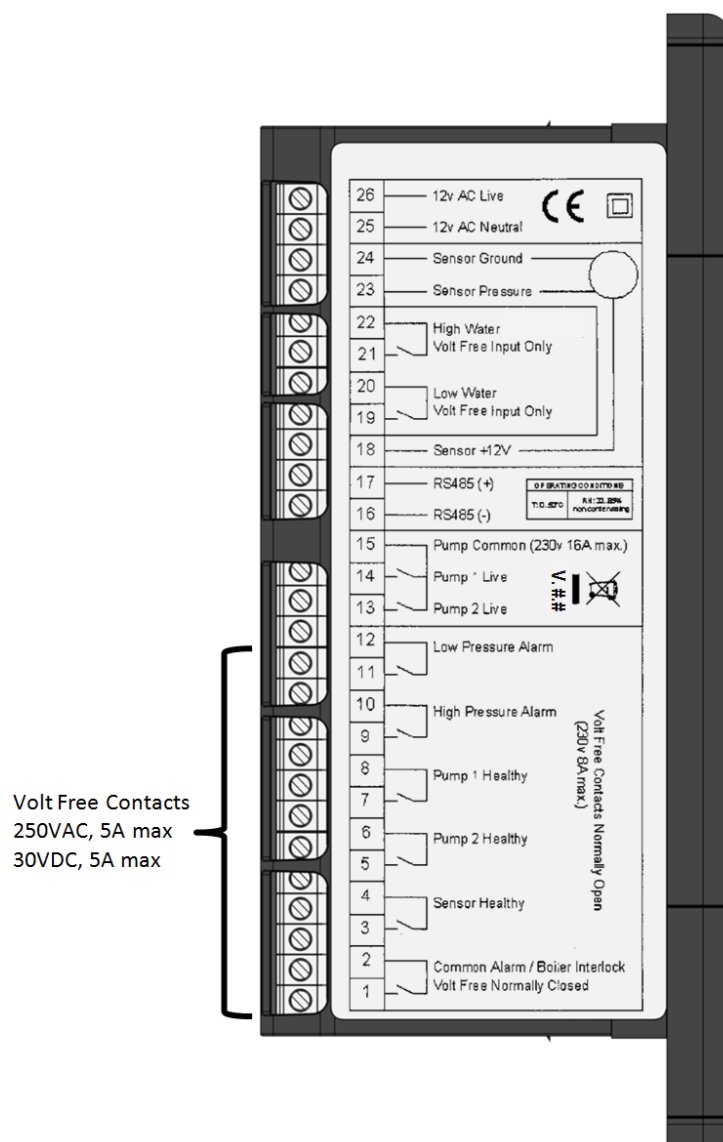 26 12v AC Live
CE
25 12v AC Neutral
24 Sensor Ground
23 Sensor Pressure
22
High Water
21 Volt Free Input Only
20
Low Water
19 Volt Free Input Only
18 Sensor +12V
17 RS485 (+)
OPERATING CONDITIONS
non condensing
16 RS485 (-)
15 Pump Common (230v 16A max.)
14 Pump 1 Live
13 Pump 2 Live
V.#.#
12 Low Pressure Alarm
11
10 High Pressure Alarm
9
8 Pump 1 Healthy
7
6 Pump 2 Healthy
5
4 Sensor Healthy
3
2 Common Alarm / Boiler Interlock
1 Volt Free Normally Closed
Volt Free Contacts Normally Open
(230v 8A max.)
Volt Free Contacts
250VAC, 5A max
30VDC, 5A max